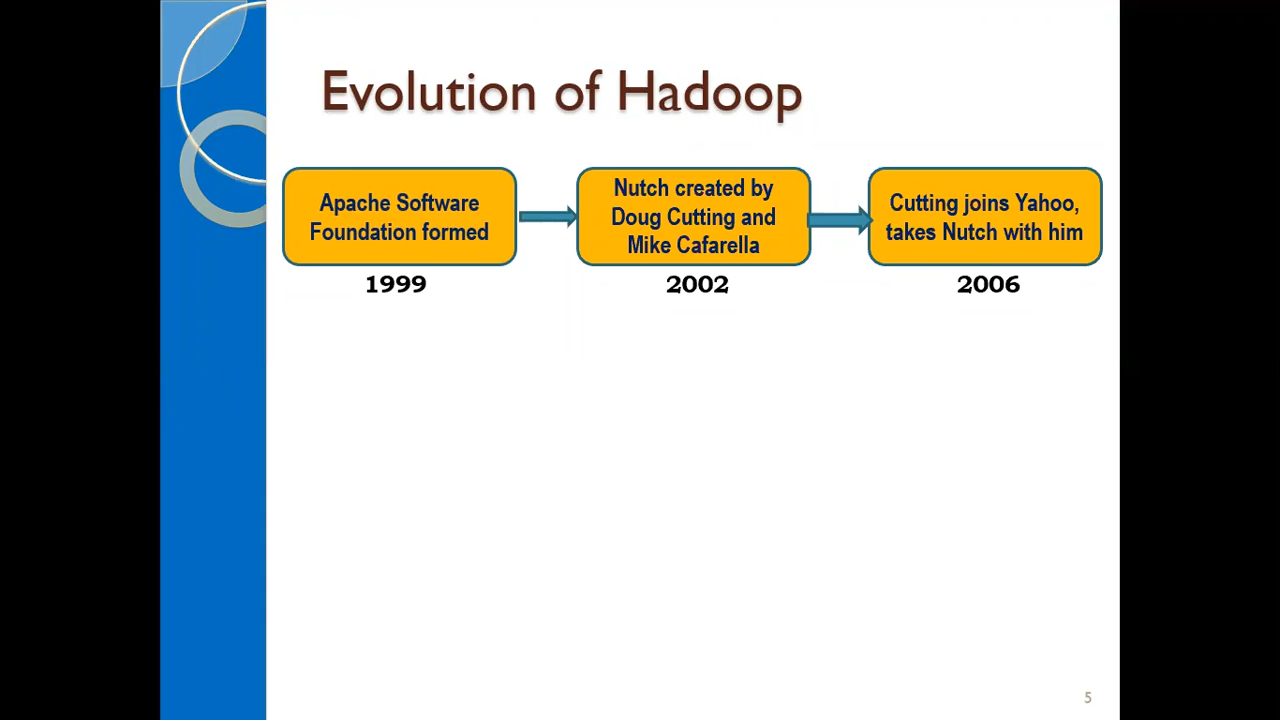 Evolution of Hadoop
Apache Software
Foundation formed
1999
Nutch created by
Doug Cutting and
Mike Cafarella
2002
Cutting joins Yahoo,
takes Nutch with him
2006
5